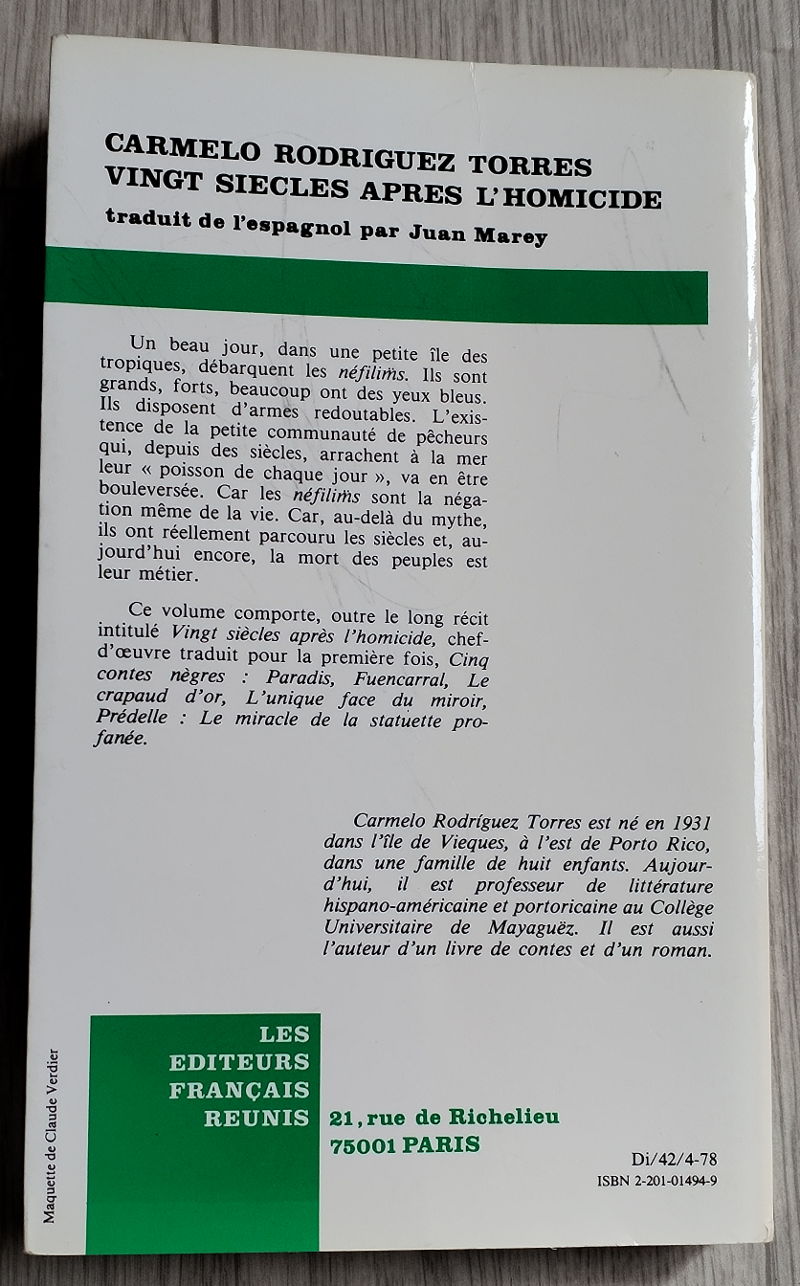 CARMELO RODRIGUEZ TORRES
VINGT SIECLES APRES L'HOMICIDE
traduit de l'espagnol par Juan Marey
Un beau jour, dans une petite île des
tropiques, débarquent les néfilim̃s. Ils sont
grands, forts, beaucoup ont des yeux bleus.
Ils disposent d'armes redoutables. L'exis-
tence de la petite communauté de pêcheurs
qui, depuis des siècles, arrachent à la mer
leur « poisson de chaque jour », va en être
bouleversée. Car les néfilim̃s sont la néga-
tion même de la vie. Car, au-delà du mythe,
ils ont réellement parcouru les siècles et, au-
jourd'hui encore, la mort des peuples est
leur métier.
Ce volume comporte, outre le long récit
intitulé Vingt siècles après l'homicide, chef-
d'œuvre traduit pour la première fois, Cinq
contes nègres : Paradis, Fuencarral, Le
crapaud d'or, L'unique face du miroir,
Prédelle : Le miracle de la statuette pro-
fanée.
Carmelo Rodríguez Torres est né en 1931
dans l'île de Vieques, à l'est de Porto Rico,
dans une famille de huit enfants. Aujour-
d'hui, il est professeur de littérature
hispano-américaine et portoricaine au Collège
Universitaire de Mayaguëz. Il est aussi
l'auteur d'un livre de contes et d'un roman.
LES
EDITEURS
FRANÇAIS
REUNIS
21, rue de Richelieu
75001 PARIS
Di/42/4-78
ISBN 2-201-01494-9
Maquette de Claude Verdier